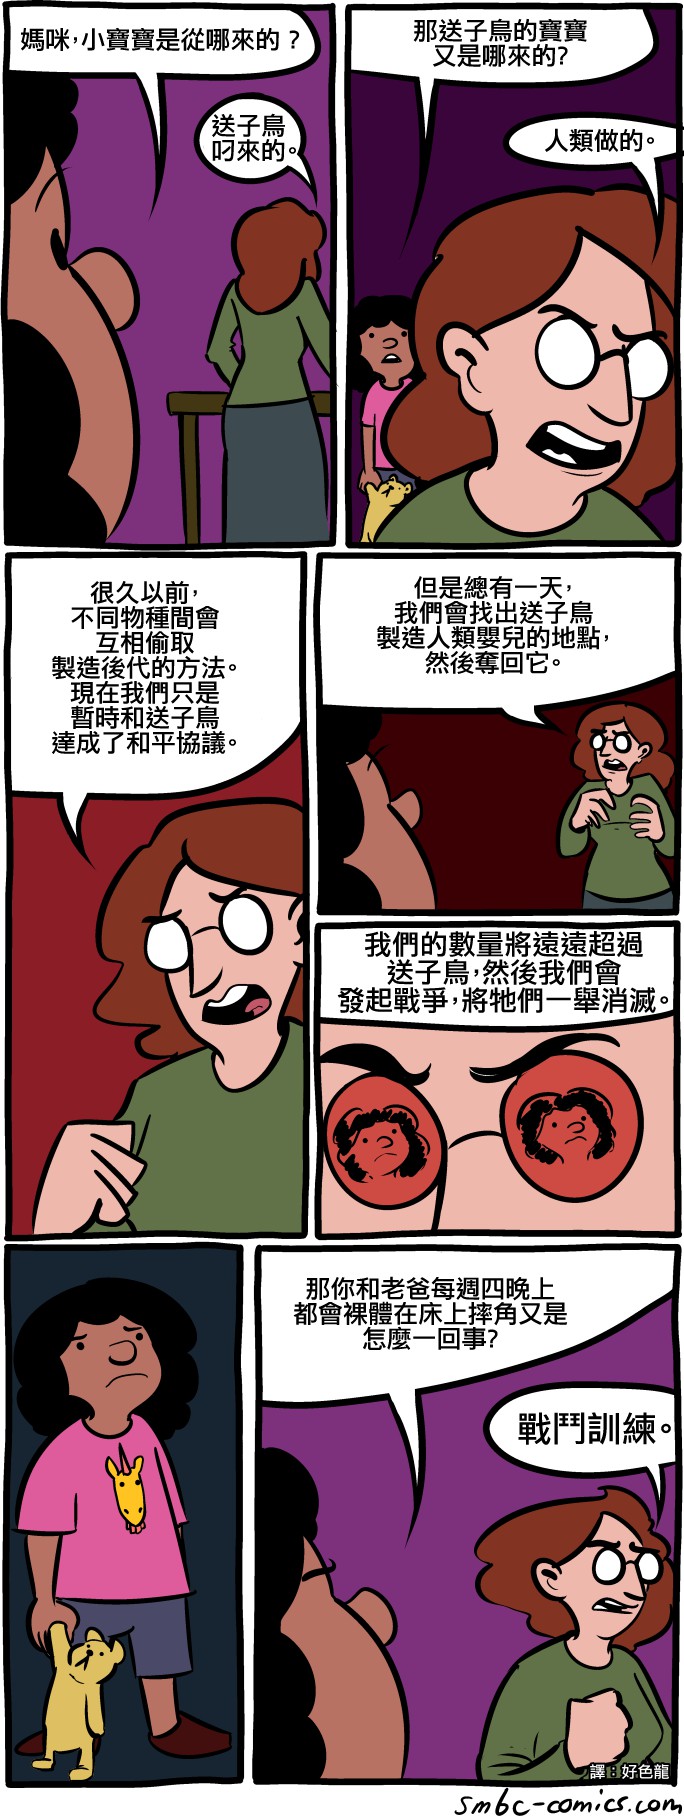 媽咪,小寶寶是從哪來的?
送子鳥
叼來的。
那送子鳥的寶寶
又是哪來的?
人類做的。
很久以前,
不同物種間會
互相偷取
製造後代的方法。
現在我們只是
暫時和送子鳥
達成了和平協議。
但是總有一天,
我們會找出送子鳥
製造人類嬰兒的地點,
然後奪回它。
我們的數量將遠遠超過
送子鳥,然後我們會
發起戰爭,將牠們一舉消滅。
那你和老爸每週四晚上
都會裸體在床上摔角又是
怎麼一回事?
戰鬥訓練。
譯:好色龍
smbc-comics.com